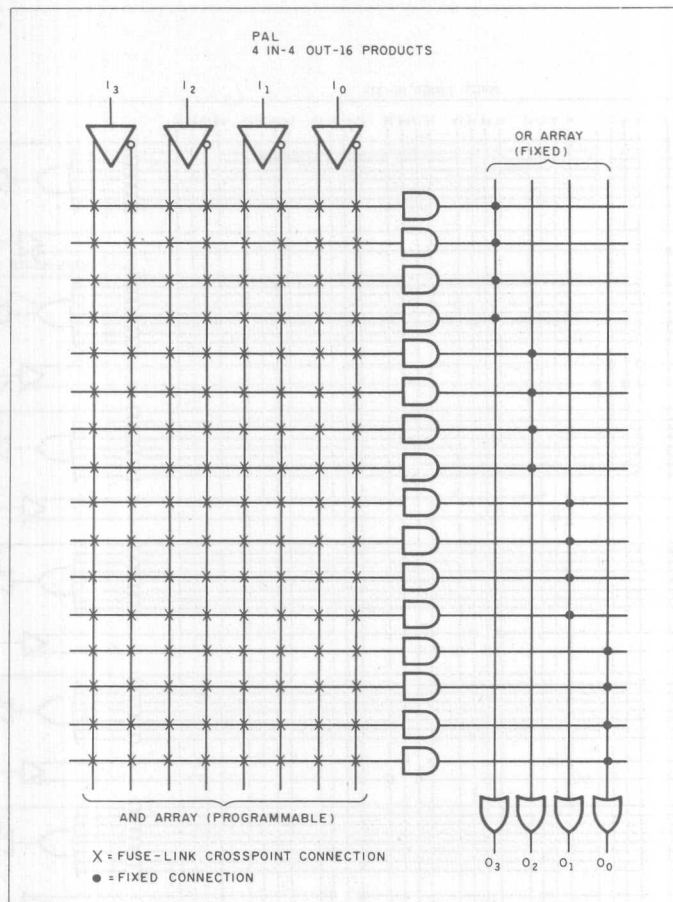 PAL
4 IN-4 OUT-16 PRODUCTS
I3 I2 I1 I0
OR ARRAY
(FIXED)
AND ARRAY (PROGRAMMABLE)
X = FUSE-LINK CROSSPOINT CONNECTION
● = FIXED CONNECTION
O3 O2 O1 O0